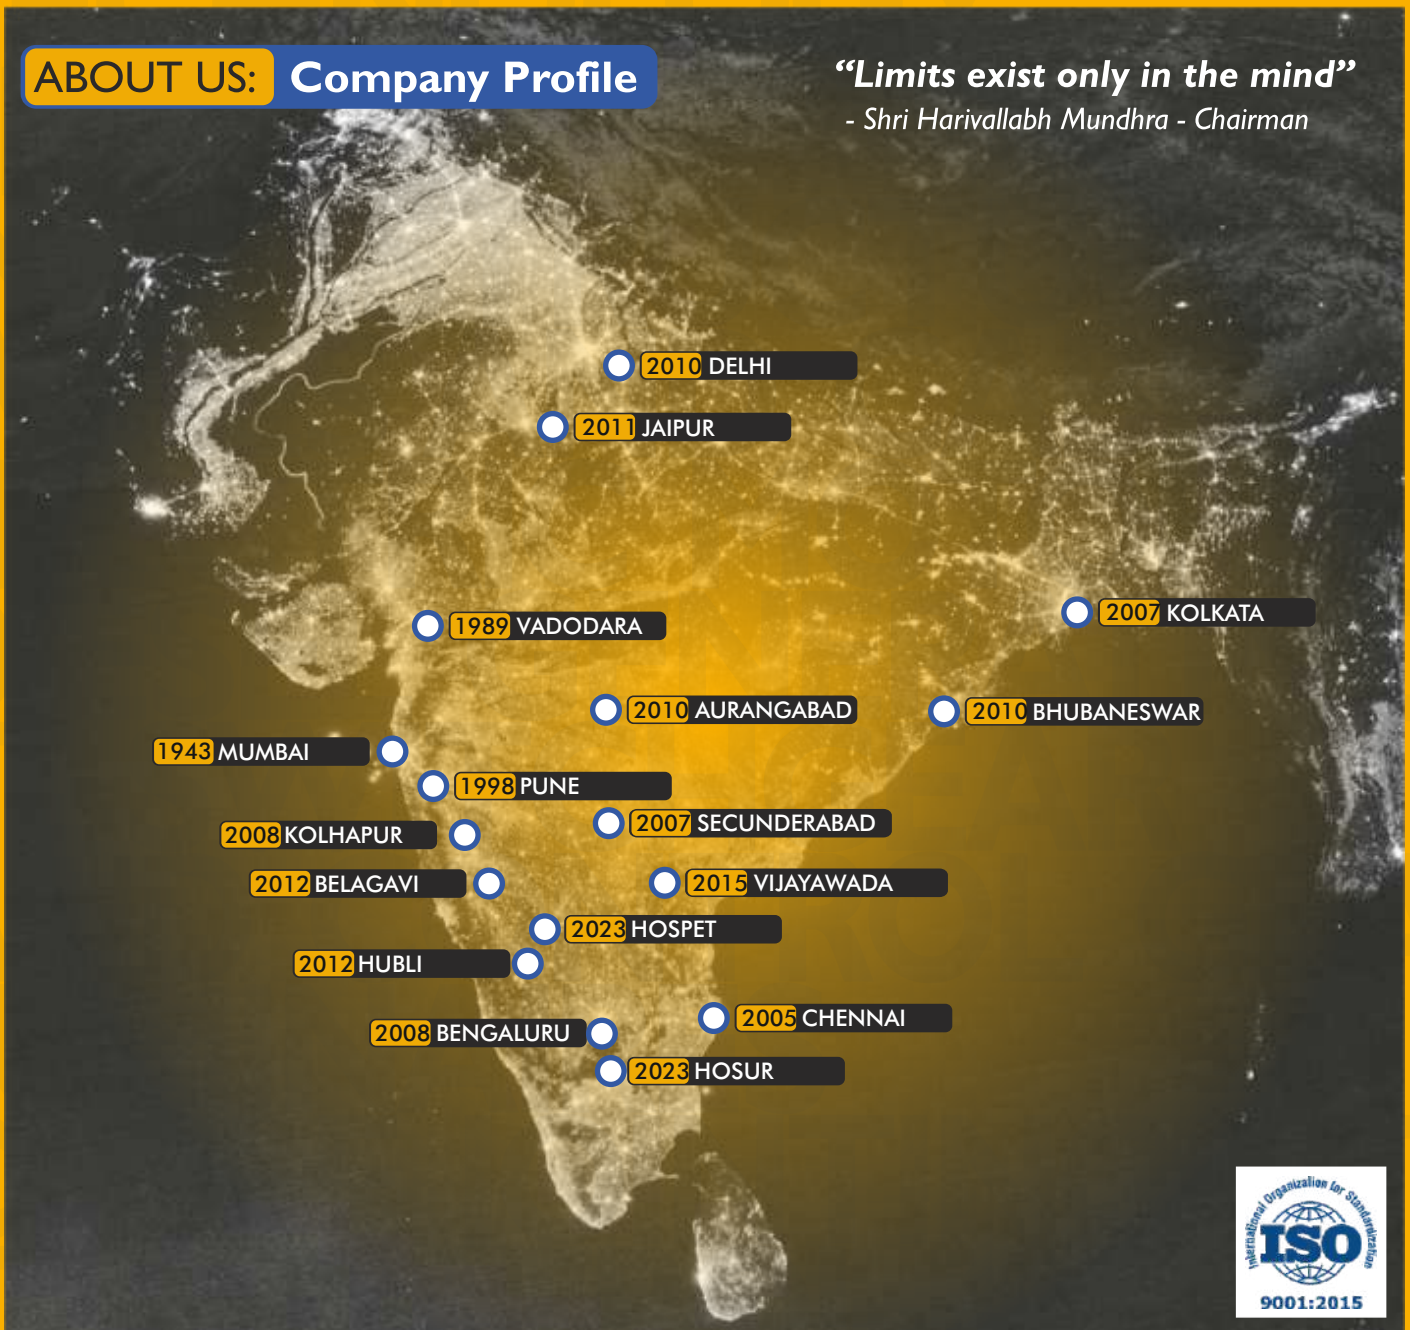 ABOUT US: Company Profile
“Limits exist only in the mind”
- Shri Harivallabh Mundhra - Chairman
2010 DELHI
2011 JAIPUR
2007 KOLKATA
1989 VADODARA
2010 AURANGABAD
2010 BHUBANESWAR
1943 MUMBAI
1998 PUNE
2007 SECUNDERABAD
2008 KOLHAPUR
2012 BELAGAVI
2015 VIJAYAWADA
2023 HOSPET
2012 HUBLI
2005 CHENNAI
2008 BENGALURU
2023 HOSUR
International Organization for Standardization
ISO
9001:2015